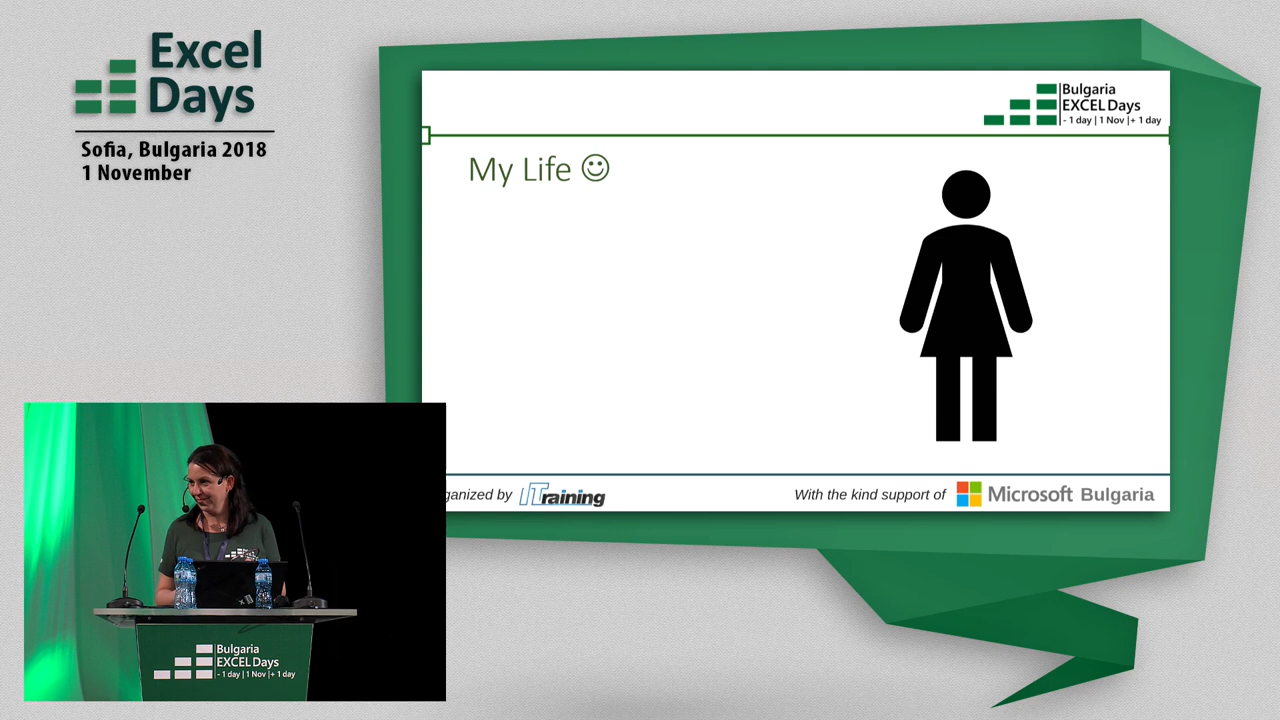 Excel
Days
Sofia, Bulgaria 2018
1 November
Bulgaria
EXCEL Days
- 1 day | 1 Nov | + 1 day
My Life ☺
ganized by ITraining
With the kind support of Microsoft Bulgaria
Bulgaria
EXCEL Days
- 1 day | 1 Nov | + 1 day